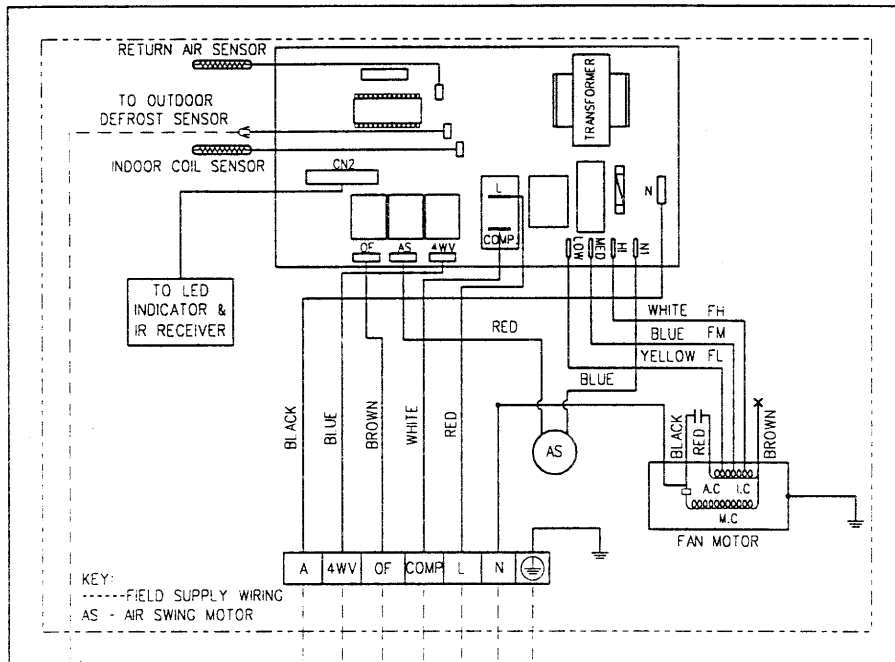 RETURN AIR SENSOR
TO OUTDOOR
DEFROST SENSOR
INDOOR COIL SENSOR
CN2
TRANSFORMER
L
COMP.
N
OF
AS
4WV
LOW
MED
HI
N1
TO LED
INDICATOR &
IR RECEIVER
WHITE FH
BLUE FM
YELLOW FL
RED
BLUE
BLACK
BLUE
BROWN
WHITE
RED
AS
BLACK
RED
BROWN
A.C
I.C
M.C
FAN MOTOR
A
4WV
OF
COMP
L
N
KEY:
------FIELD SUPPLY WIRING
AS - AIR SWING MOTOR